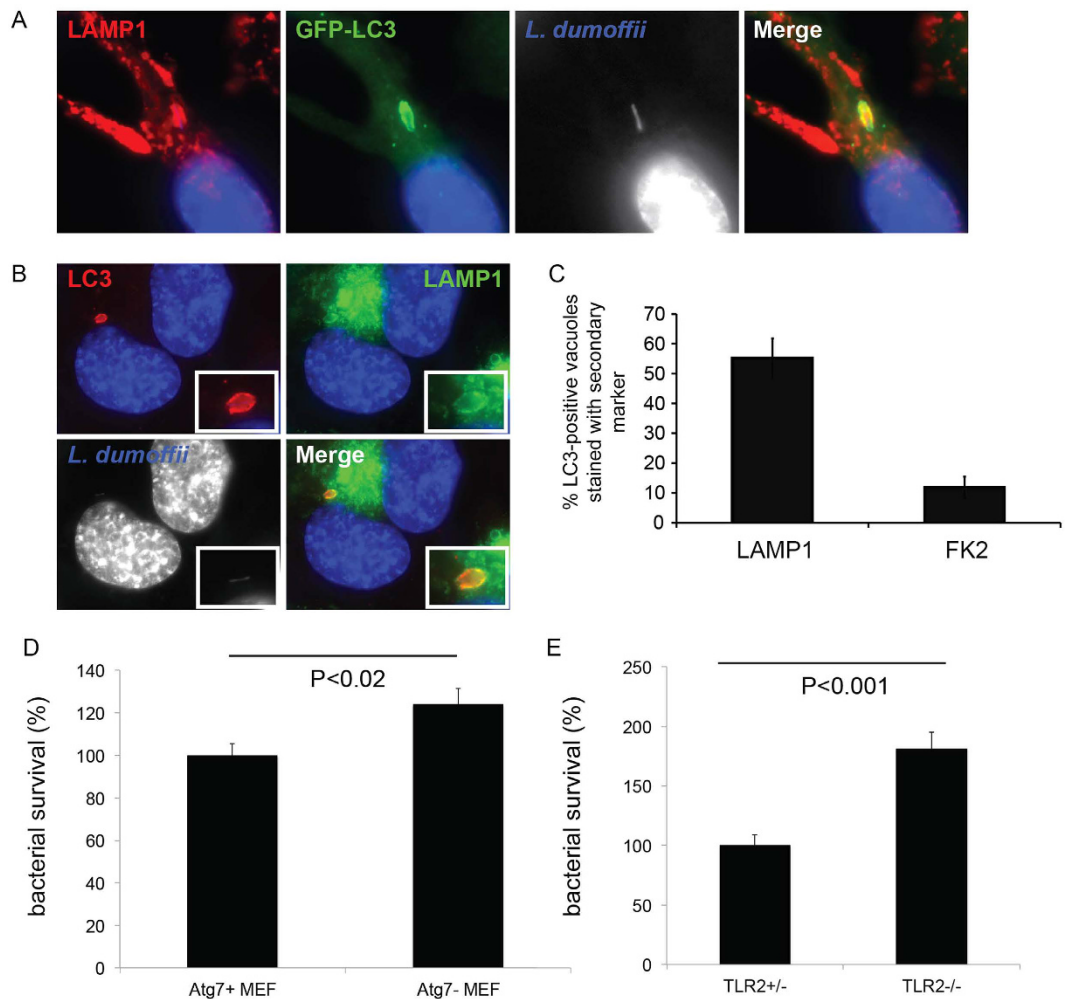 A
LAMP1
GFP-LC3
L. dumoffii
Merge
B
LC3
LAMP1
L. dumoffii
Merge
C
% LC3-positive vacuoles
stained with secondary
marker
70
60
50
40
30
20
10
0
LAMP1
FK2
D
bacterial survival (%)
140
120
100
80
60
40
20
0
P<0.02
Atg7+ MEF
Atg7- MEF
E
bacterial survival (%)
250
200
150
100
50
0
P<0.001
TLR2+/-
TLR2-/-